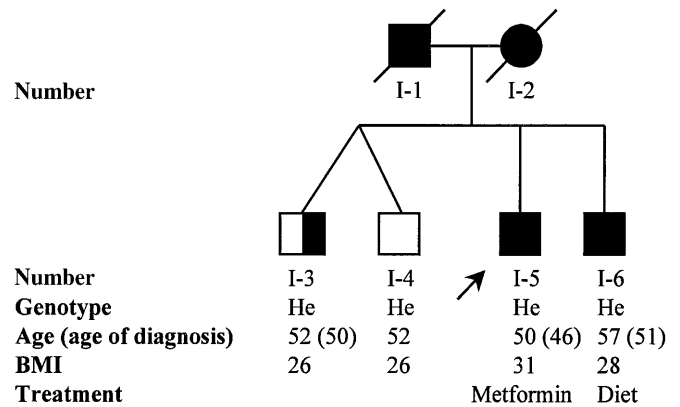 Number I-1 I-2
Number I-3 I-4 I-5 I-6
Genotype He He He He
Age (age of diagnosis) 52 (50) 52 50 (46) 57 (51)
BMI 26 26 31 28
Treatment Metformin Diet